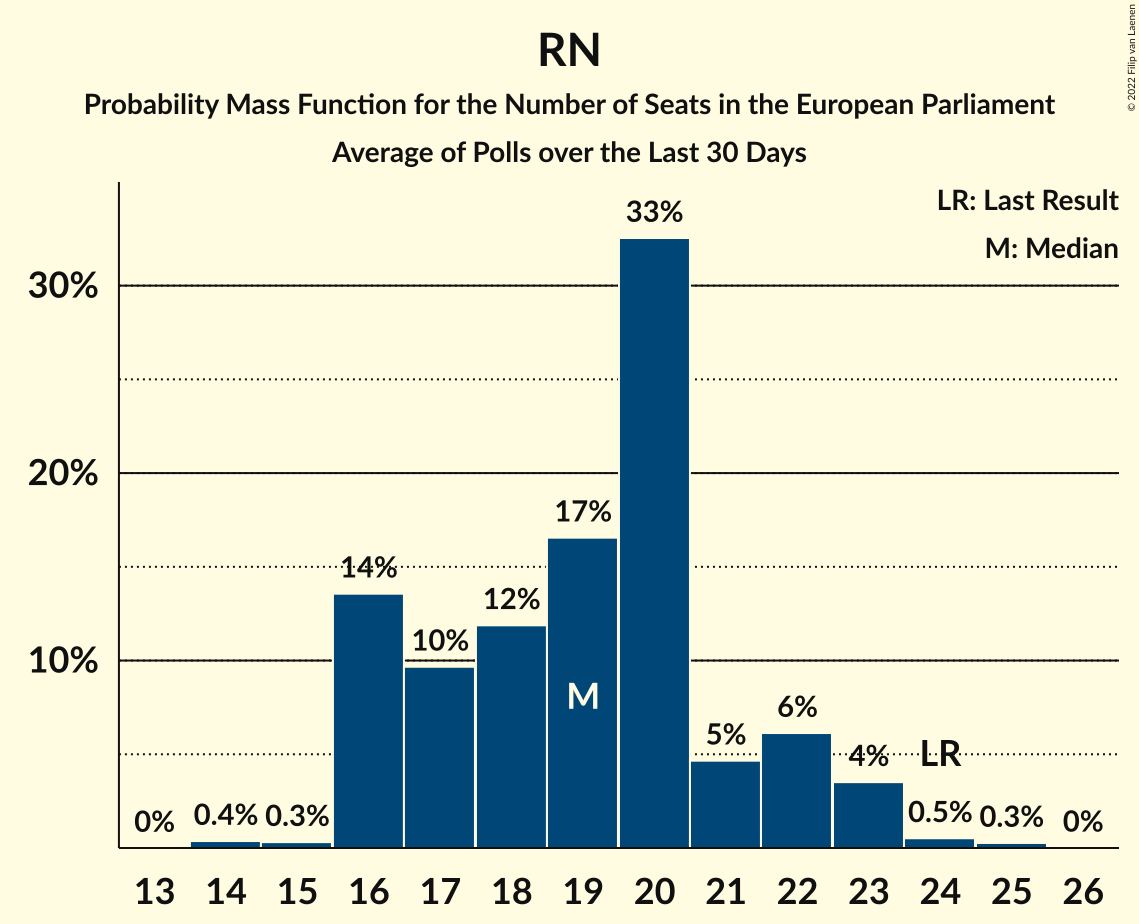 RN
Probability Mass Function for the Number of Seats in the European Parliament
Average of Polls over the Last 30 Days
© 2022 Filip van Laenen
LR: Last Result
M: Median
33%
30%
17%
20%
14%
12%
10%
10%
M
6%
5%
4%
LR
0%
0.4%
0.3%
0.5%
0.3%
0%
13 14 15 16 17 18 19 20 21 22 23 24 25 26